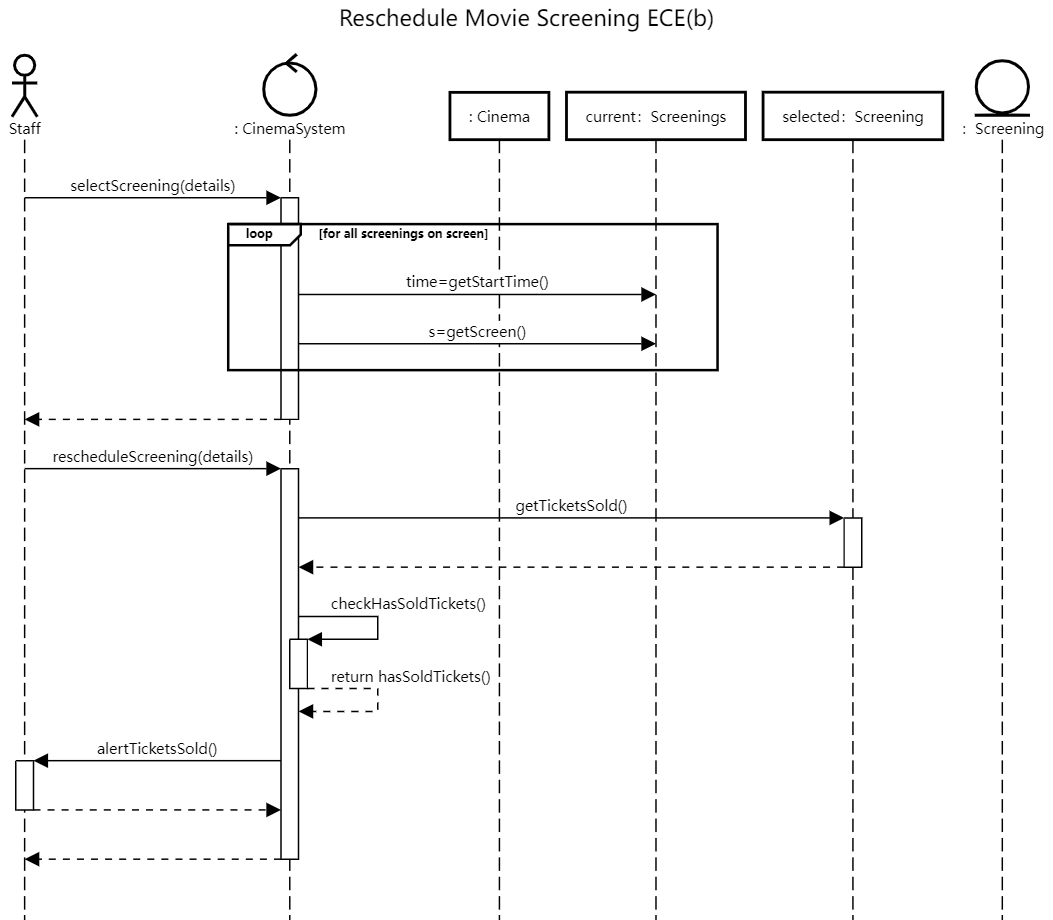 Reschedule Movie Screening ECE(b)
Staff
: CinemaSystem
: Cinema
current: Screenings
selected: Screening
: Screening
selectScreening(details)
loop
[for all screenings on screen]
time=getStartTime()
s=getScreen()
rescheduleScreening(details)
getTicketsSold()
checkHasSoldTickets()
return hasSoldTickets()
alertTicketsSold()